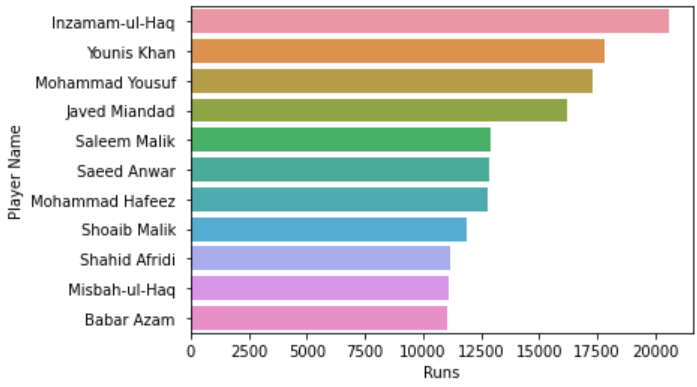 Player Name
Inzamam-ul-Haq
Younis Khan
Mohammad Yousuf
Javed Miandad
Saleem Malik
Saeed Anwar
Mohammad Hafeez
Shoaib Malik
Shahid Afridi
Misbah-ul-Haq
Babar Azam
0 2500 5000 7500 10000 12500 15000 17500 20000
Runs